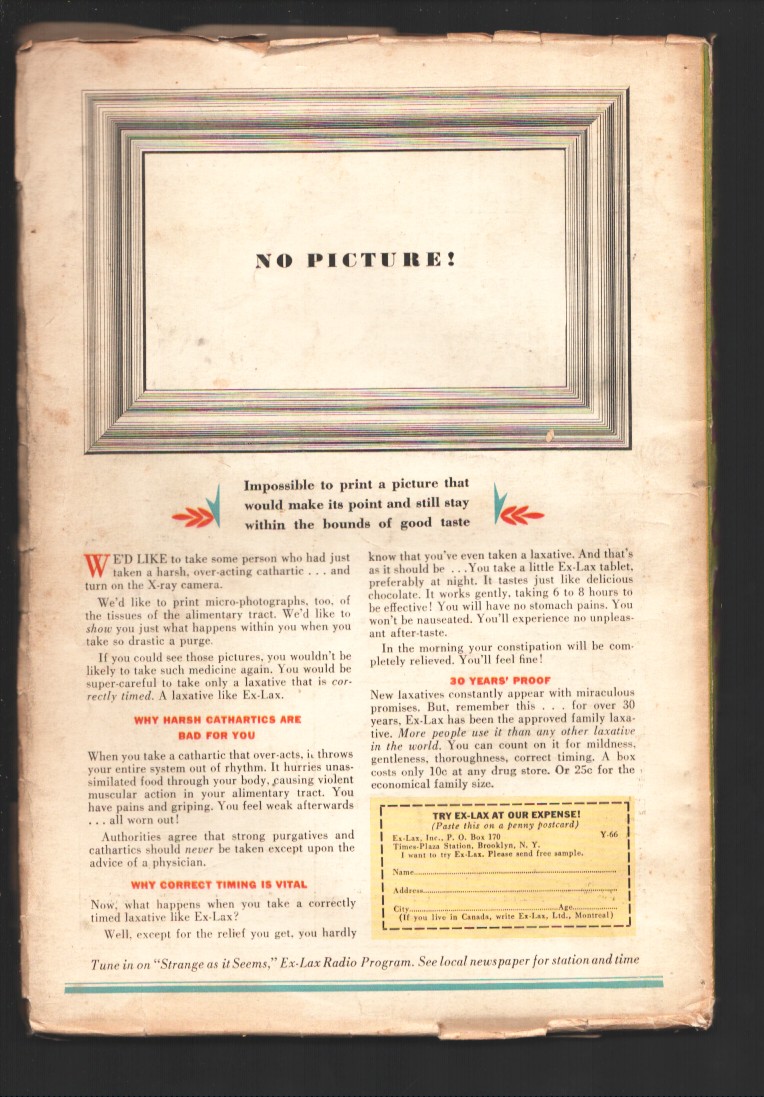 NO PICTURE!
Impossible to print a picture that
would make its point and still stay
within the bounds of good taste
WE'D LIKE to take some person who had just
taken a harsh, over-acting cathartic . . . and
turn on the X-ray camera.
We'd like to print micro-photographs, too, of
the tissues of the alimentary tract. We'd like to
show you just what happens within you when you
take so drastic a purge.
If you could see those pictures, you wouldn't be
likely to take such medicine again. You would be
super-careful to take only a laxative that is cor-
rectly timed. A laxative like Ex-Lax.
WHY HARSH CATHARTICS ARE
BAD FOR YOU
When you take a cathartic that over-acts, it throws
your entire system out of rhythm. It hurries unas-
similated food through your body, causing violent
muscular action in your alimentary tract. You
have pains and griping. You feel weak afterwards
. . . all worn out!
Authorities agree that strong purgatives and
cathartics should never be taken except upon the
advice of a physician.
WHY CORRECT TIMING IS VITAL
Now, what happens when you take a correctly
timed laxative like Ex-Lax?
Well, except for the relief you get, you hardly
know that you've even taken a laxative. And that's
as it should be . . . You take a little Ex-Lax tablet,
preferably at night. It tastes just like delicious
chocolate. It works gently, taking 6 to 8 hours to
be effective! You will have no stomach pains. You
won't be nauseated. You'll experience no unpleas-
ant after-taste.
In the morning your constipation will be com-
pletely relieved. You'll feel fine!
30 YEARS' PROOF
New laxatives constantly appear with miraculous
promises. But, remember this . . . for over 30
years, Ex-Lax has been the approved family laxa-
tive. More people use it than any other laxative
in the world. You can count on it for mildness,
gentleness, thoroughness, correct timing. A box
costs only 10c at any drug store. Or 25c for the
economical family size.
TRY EX-LAX AT OUR EXPENSE!
(Paste this on a penny postcard)
Ex-Lax, Inc., P. O. Box 170 Y-66
Times-Plaza Station, Brooklyn, N. Y.
I want to try Ex-Lax. Please send free sample.
Name
Address
City Age
(If you live in Canada, write Ex-Lax, Ltd., Montreal)
Tune in on "Strange as it Seems," Ex-Lax Radio Program. See local newspaper for station and time